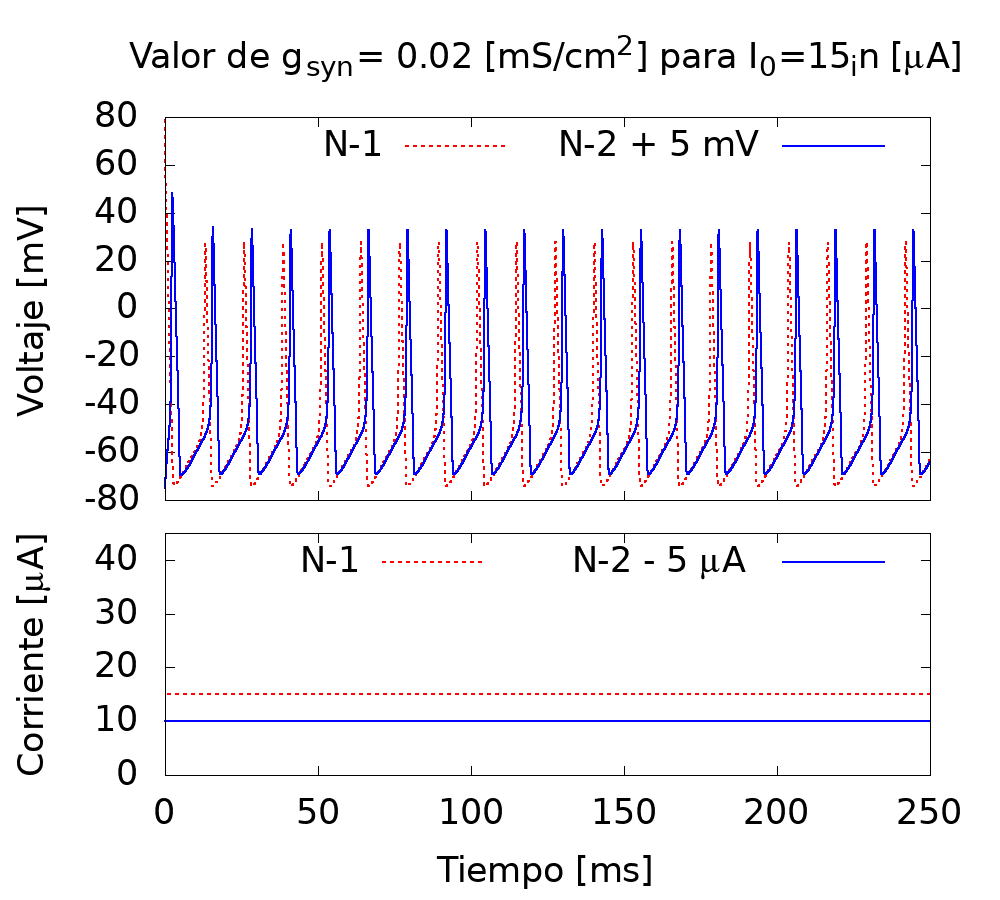 Valor de g_syn= 0.02 [mS/cm²] para I₀=15ᵢn [μA]
80
60
40
20
0
-20
-40
-60
-80
Voltaje [mV]
N-1
N-2 + 5 mV
40
30
20
10
0
Corriente [μA]
N-1
N-2 - 5 μA
0 50 100 150 200 250
Tiempo [ms]